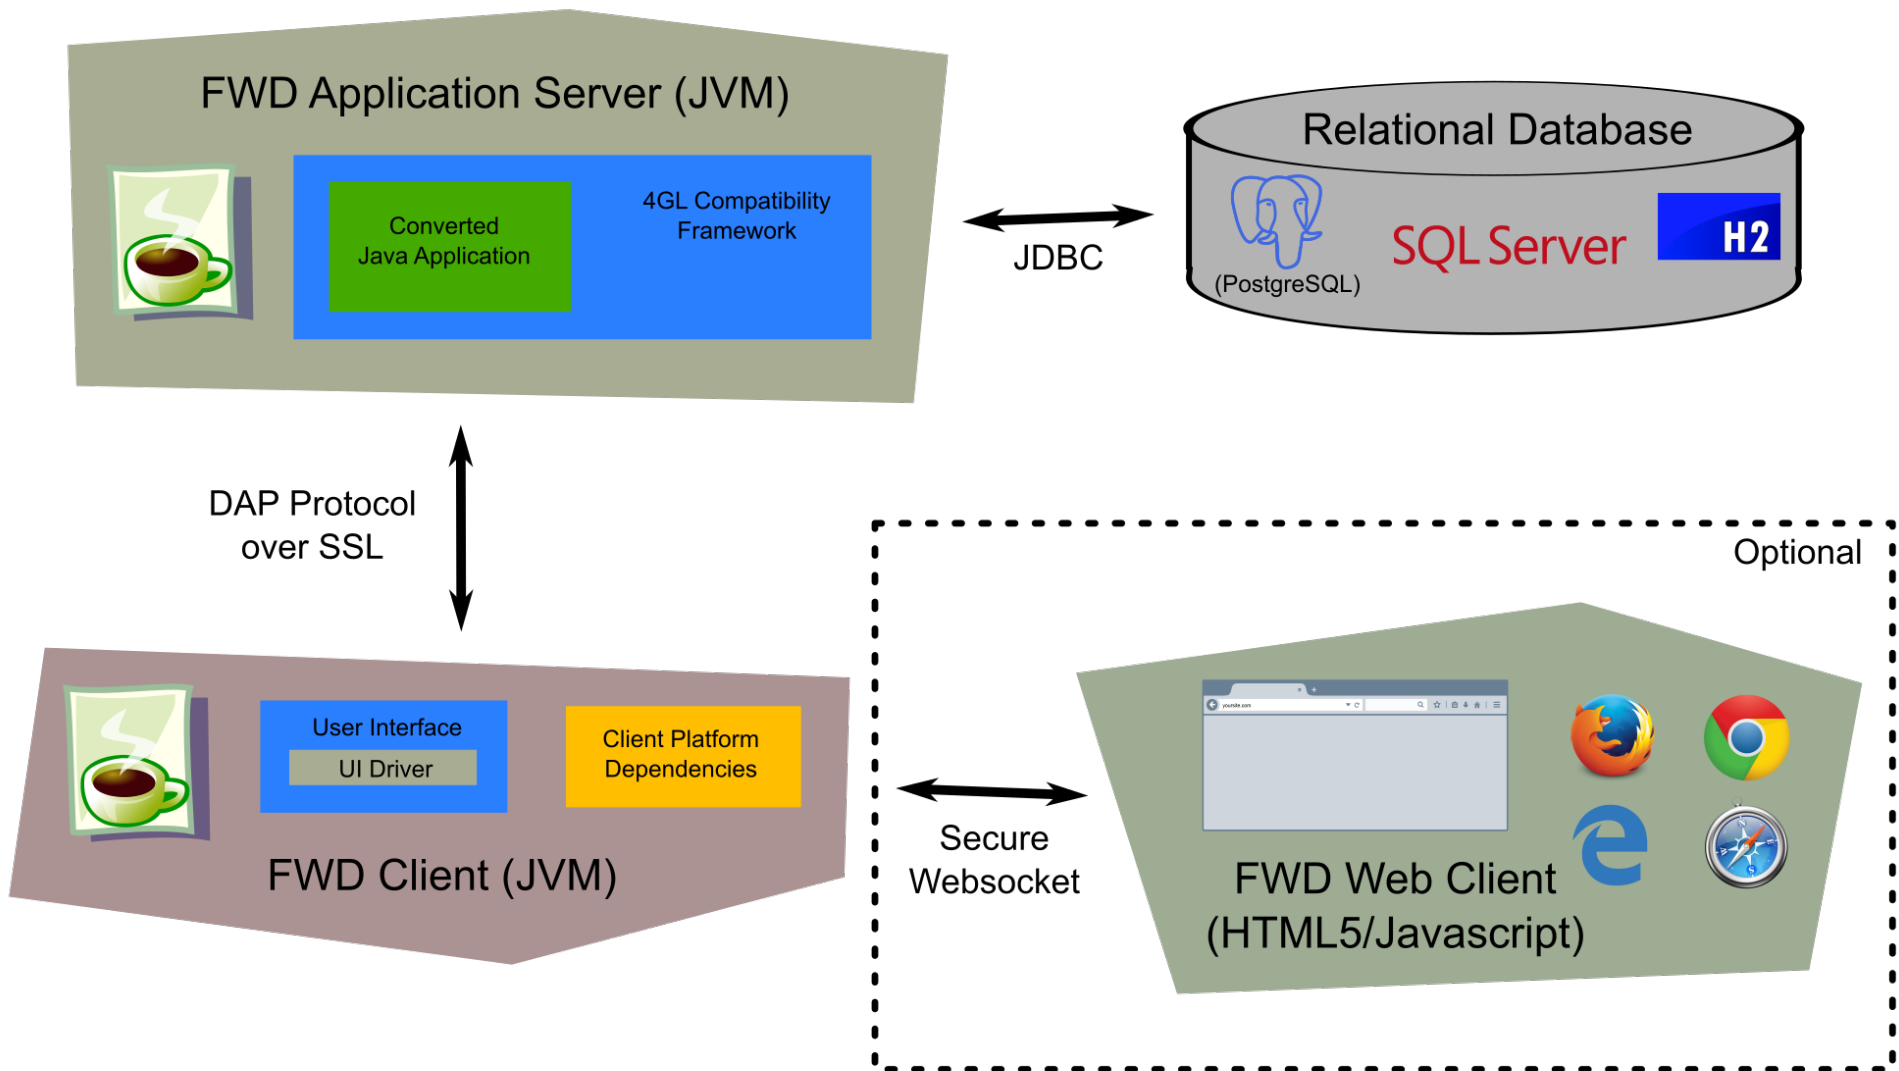 FWD Application Server (JVM)
Converted
Java Application
4GL Compatibility
Framework
JDBC
Relational Database
(PostgreSQL)
SQL Server
H2
DAP Protocol
over SSL
Optional
User Interface
UI Driver
Client Platform
Dependencies
FWD Client (JVM)
Secure
Websocket
yoursite.com
N
S
FWD Web Client
(HTML5/Javascript)